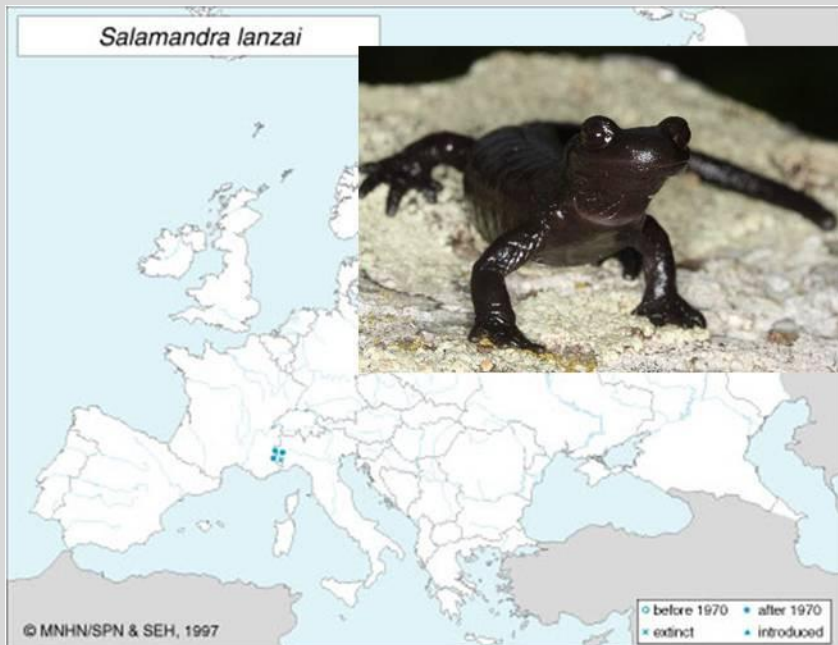 Salamandra lanzai
before 1970
after 1970
extinct
introduced
© MNHN/SPN & SEH, 1997